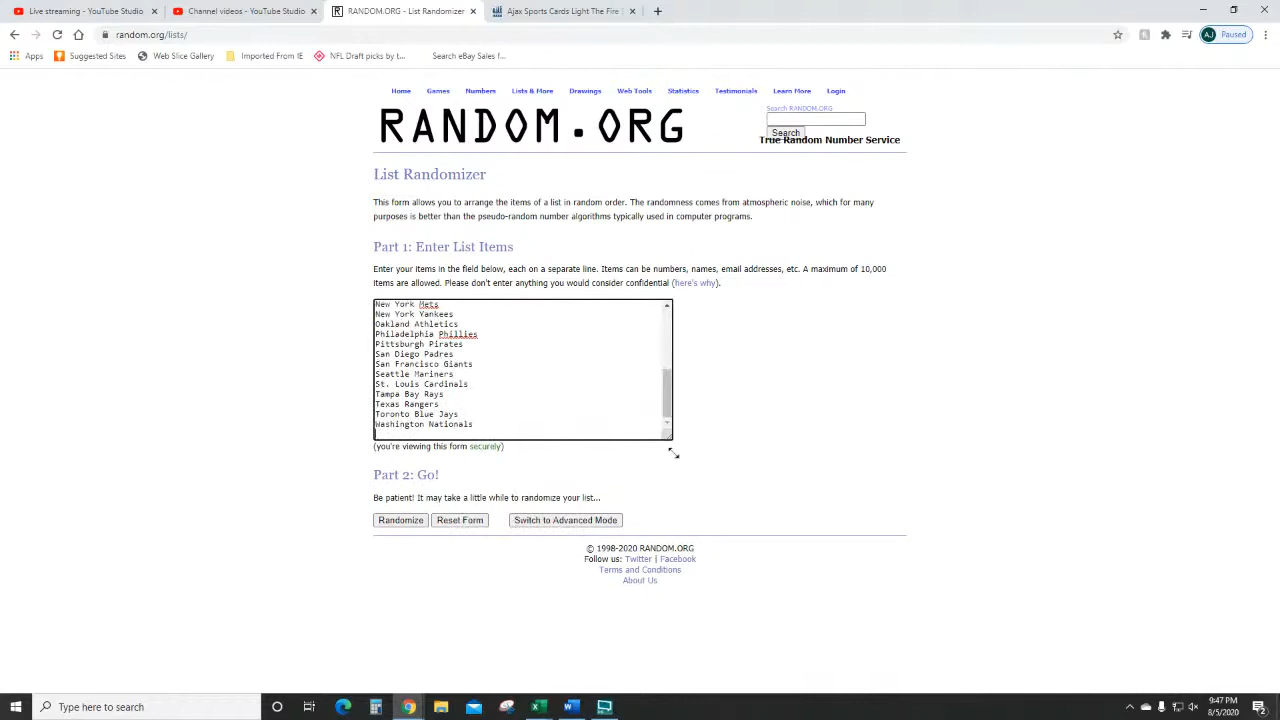 Live streaming - YouTube Studio
Channel videos - YouTube Studio
RANDOM.ORG - List Randomizer
Ajax Sports Cards Light The Fire
random.org/lists/
AJ Paused
Apps
Suggested Sites
Web Slice Gallery
Imported From IE
NFL Draft picks by t...
Search eBay Sales f...
Home Games Numbers Lists & More Drawings Web Tools Statistics Testimonials Learn More Login
RANDOM.ORG
Search RANDOM.ORG
Search
True Random Number Service
List Randomizer
This form allows you to arrange the items of a list in random order. The randomness comes from atmospheric noise, which for many
purposes is better than the pseudo-random number algorithms typically used in computer programs.
Part 1: Enter List Items
Enter your items in the field below, each on a separate line. Items can be numbers, names, email addresses, etc. A maximum of 10,000
items are allowed. Please don't enter anything you would consider confidential (here's why).
New York Mets
New York Yankees
Oakland Athletics
Philadelphia Phillies
Pittsburgh Pirates
San Diego Padres
San Francisco Giants
Seattle Mariners
St. Louis Cardinals
Tampa Bay Rays
Texas Rangers
Toronto Blue Jays
Washington Nationals
(you're viewing this form securely)
Part 2: Go!
Be patient! It may take a little while to randomize your list...
Randomize Reset Form Switch to Advanced Mode
© 1998-2020 RANDOM.ORG
Follow us: Twitter | Facebook
Terms and Conditions
About Us
Type here to search
9:47 PM
8/5/2020